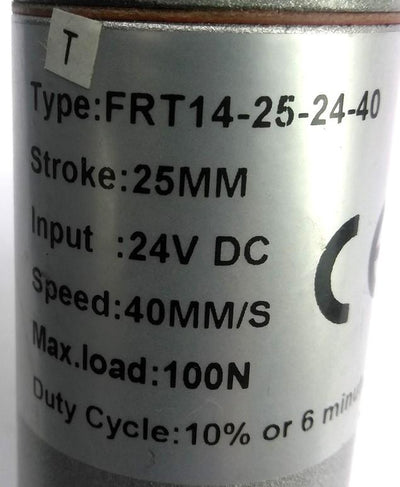 T
Type:FRT14-25-24-40
Stroke:25MM
Input :24V DC
Speed:40MM/S
Max.load:100N
Duty Cycle:10% or 6